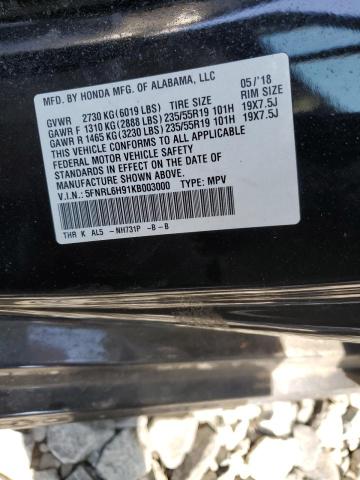 MFD. BY HONDA MFG. OF ALABAMA, LLC 05/'18
GVWR 2730 KG(6019 LBS) TIRE SIZE RIM SIZE
GAWR F 1310 KG(2888 LBS) 235/55R19 101H 19X7.5J
GAWR R 1465 KG(3230 LBS) 235/55R19 101H 19X7.5J
THIS VEHICLE CONFORMS TO ALL APPLICABLE
FEDERAL MOTOR VEHICLE SAFETY
STANDARDS IN EFFECT ON THE DATE OF
MANUFACTURE SHOWN ABOVE.
V.I.N.: 5FNRL6H91KB003000 TYPE: MPV
THR K AL5 -NH731P -B-B